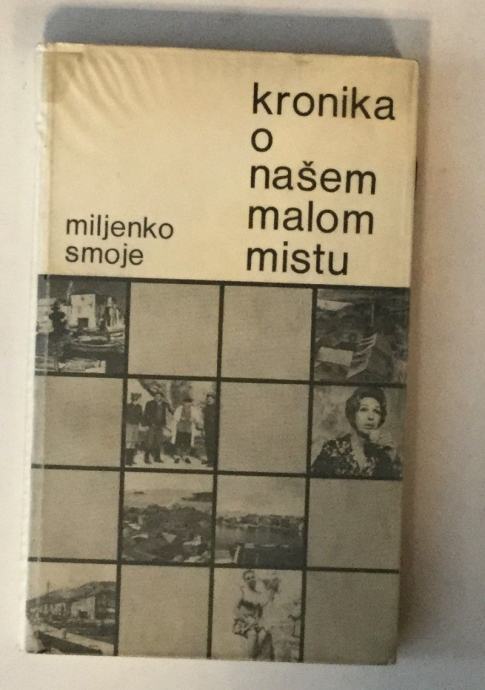 kronika
o
našem
malom
mistu
miljenko
smoje